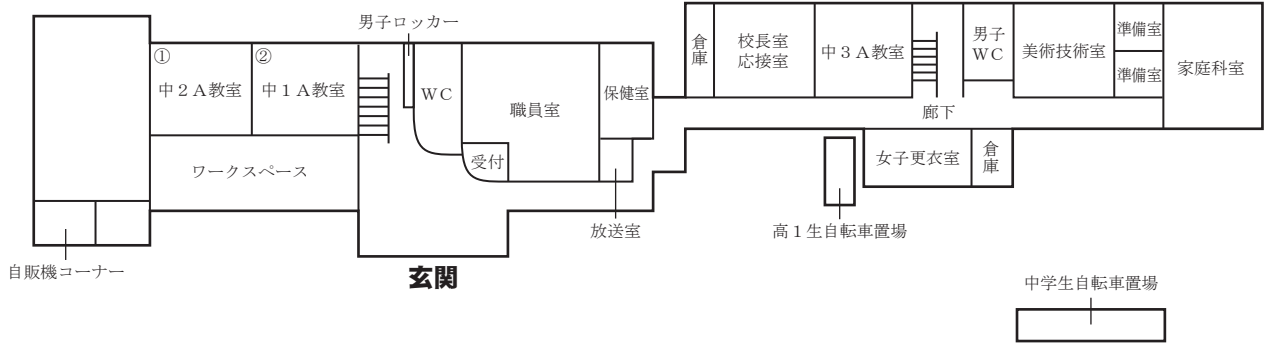 男子ロッカー
①
中２Ａ教室
②
中１Ａ教室
ＷＣ
職員室
保健室
受付
ワークスペース
放送室
自販機コーナー
玄関
倉庫
校長室
応接室
中３Ａ教室
男子
ＷＣ
美術技術室
準備室
準備室
家庭科室
廊下
女子更衣室
倉庫
高１生自転車置場
中学生自転車置場